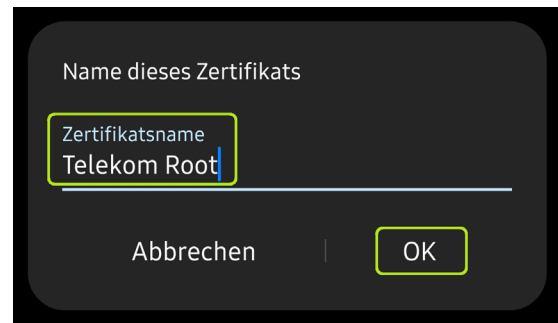 Name dieses Zertifikats
Zertifikatsname
Telekom Root
Abbrechen
OK